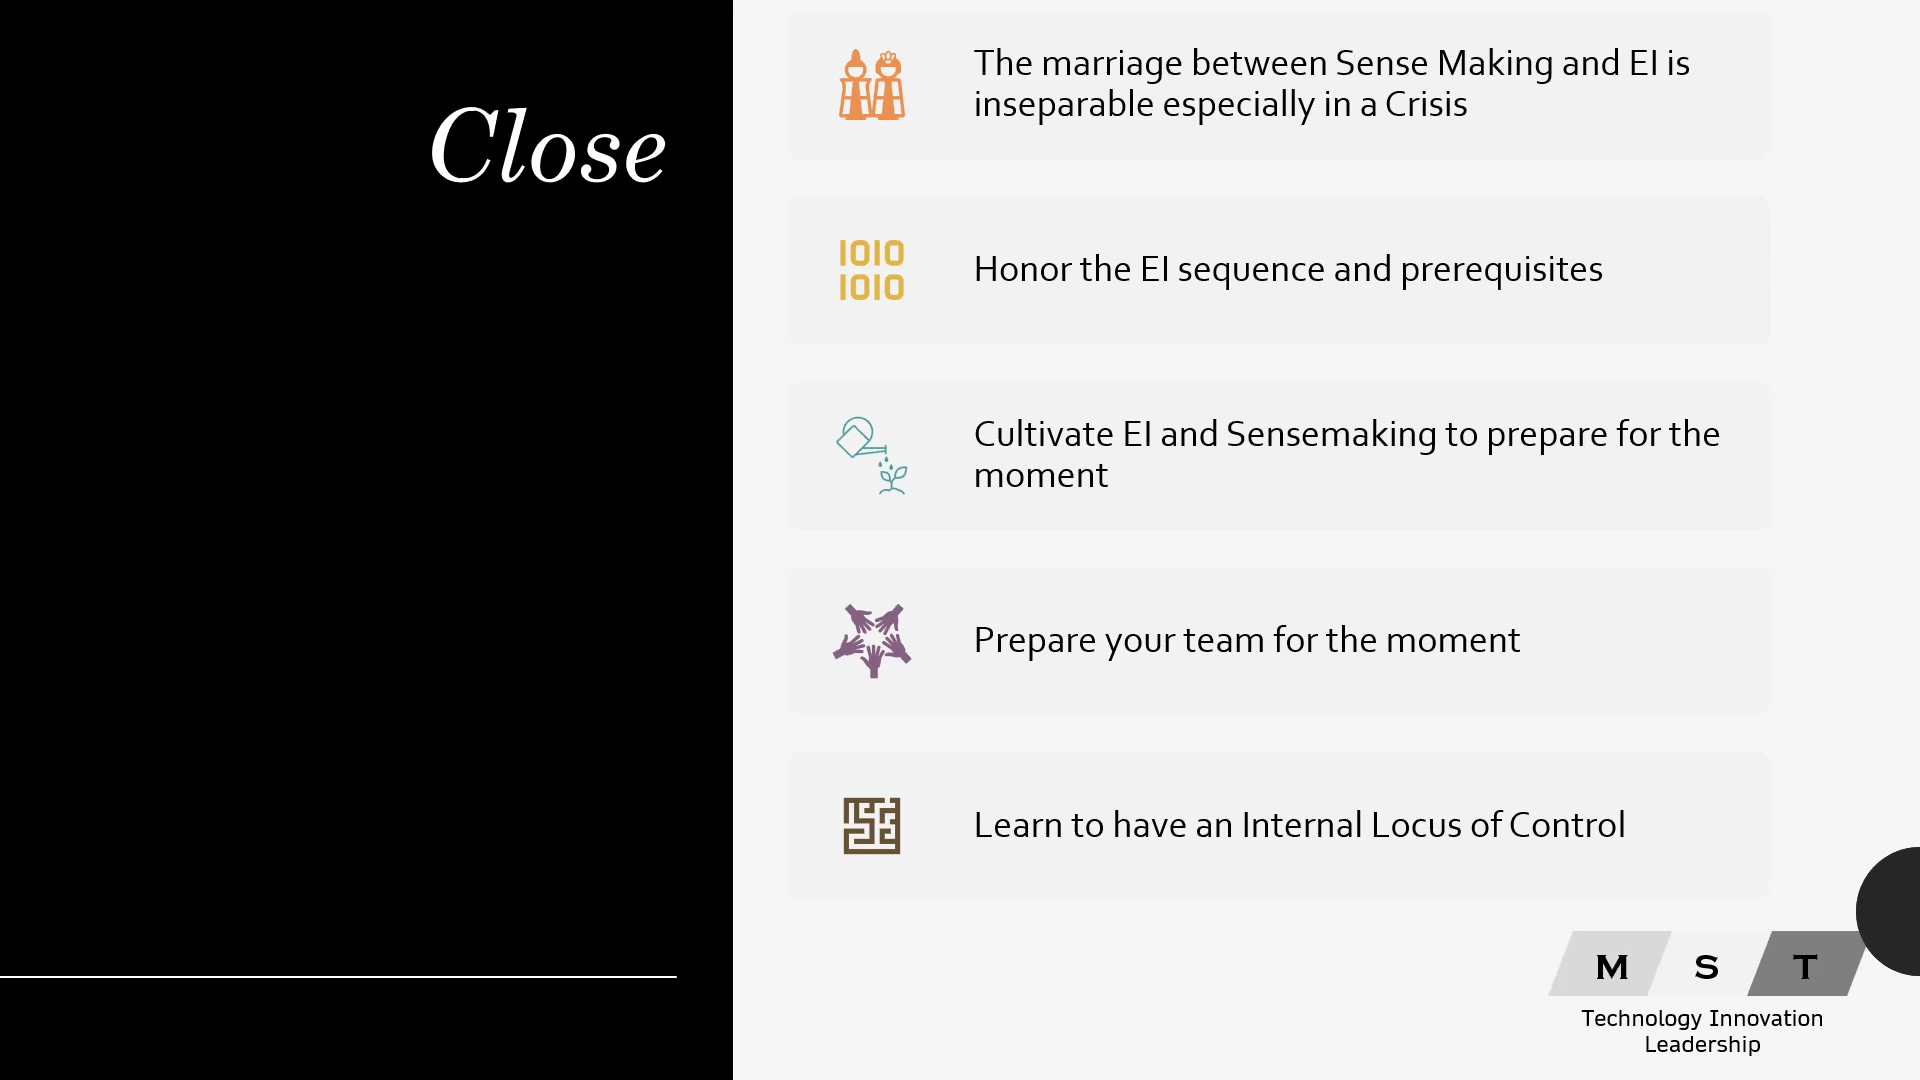 Close
The marriage between Sense Making and EI is
inseparable especially in a Crisis
1010
1010
Honor the EI sequence and prerequisites
Cultivate EI and Sensemaking to prepare for the
moment
Prepare your team for the moment
Learn to have an Internal Locus of Control
M S T
Technology Innovation
Leadership